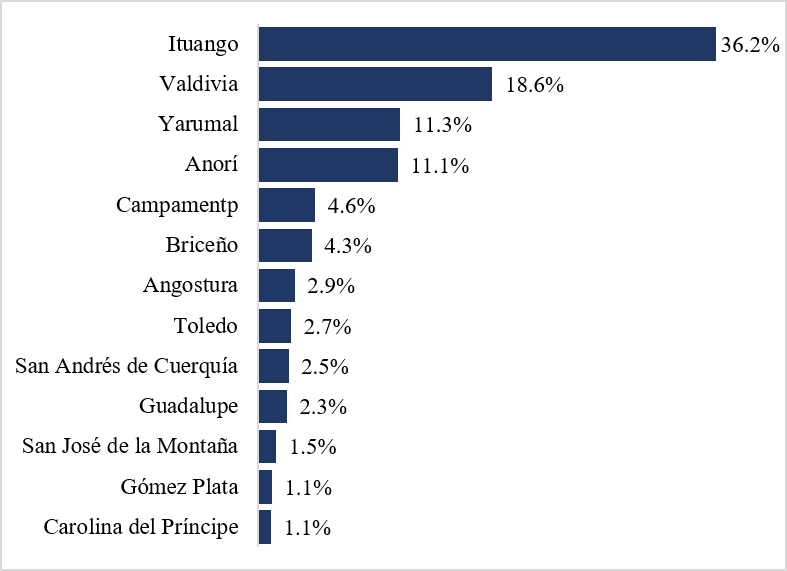 Ituango 36.2%
Valdivia 18.6%
Yarumal 11.3%
Anorí 11.1%
Campamentp 4.6%
Briceño 4.3%
Angostura 2.9%
Toledo 2.7%
San Andrés de Cuerquía 2.5%
Guadalupe 2.3%
San José de la Montaña 1.5%
Gómez Plata 1.1%
Carolina del Príncipe 1.1%